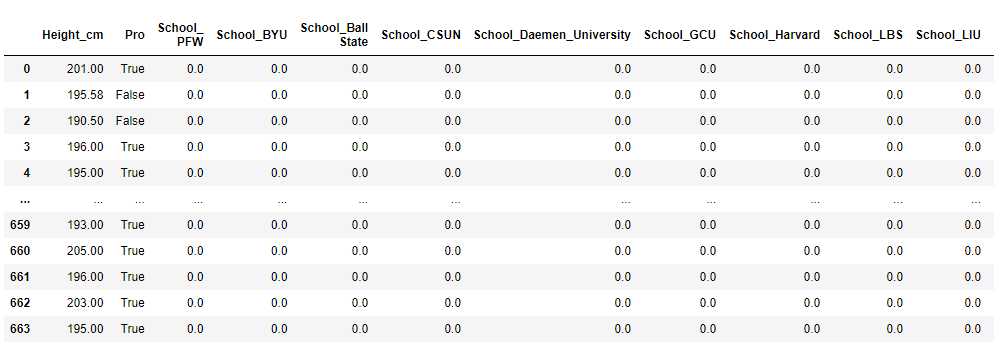 Height_cm Pro School_ PFW School_BYU School_Ball State School_CSUN School_Daemen_University School_GCU School_Harvard School_LBS School_LIU
0 201.00 True 0.0 0.0 0.0 0.0 0.0 0.0 0.0 0.0 0.0
1 195.58 False 0.0 0.0 0.0 0.0 0.0 0.0 0.0 0.0 0.0
2 190.50 False 0.0 0.0 0.0 0.0 0.0 0.0 0.0 0.0 0.0
3 196.00 True 0.0 0.0 0.0 0.0 0.0 0.0 0.0 0.0 0.0
4 195.00 True 0.0 0.0 0.0 0.0 0.0 0.0 0.0 0.0 0.0
... ... ... ... ... ... ... ... ... ... ... ...
659 193.00 True 0.0 0.0 0.0 0.0 0.0 0.0 0.0 0.0 0.0
660 205.00 True 0.0 0.0 0.0 0.0 0.0 0.0 0.0 0.0 0.0
661 196.00 True 0.0 0.0 0.0 0.0 0.0 0.0 0.0 0.0 0.0
662 203.00 True 0.0 0.0 0.0 0.0 0.0 0.0 0.0 0.0 0.0
663 195.00 True 0.0 0.0 0.0 0.0 0.0 0.0 0.0 0.0 0.0